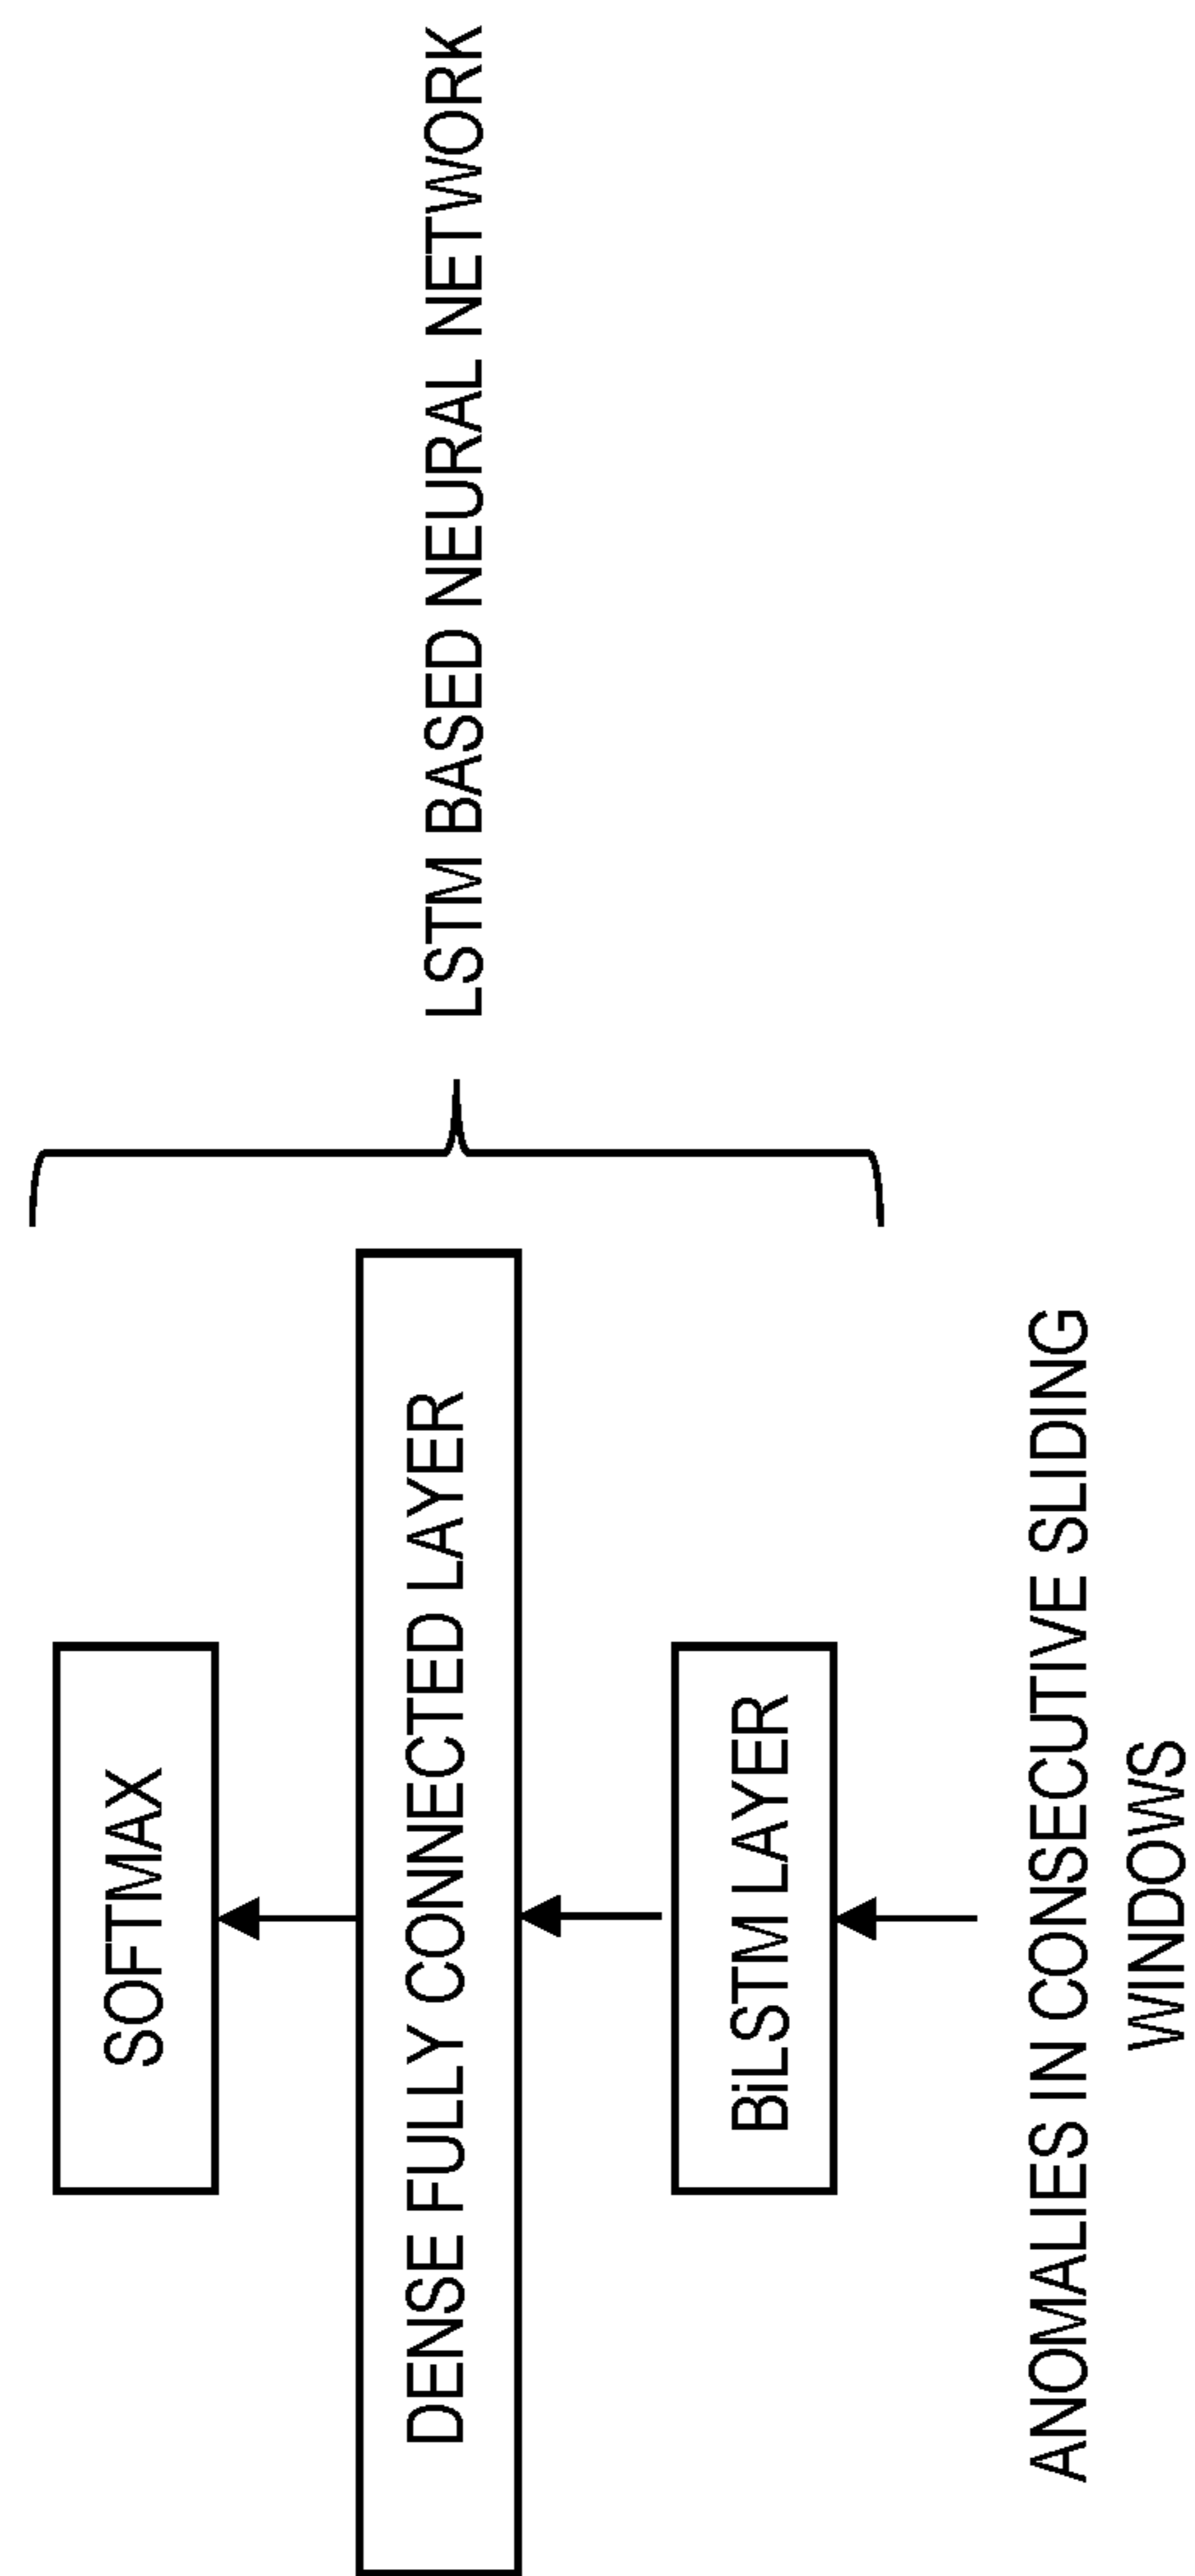 SOFTMAX
DENSE FULLY CONNECTED LAYER
LSTM BASED NEURAL NETWORK
BiLSTM LAYER
ANOMALIES IN CONSECUTIVE SLIDING
WINDOWS